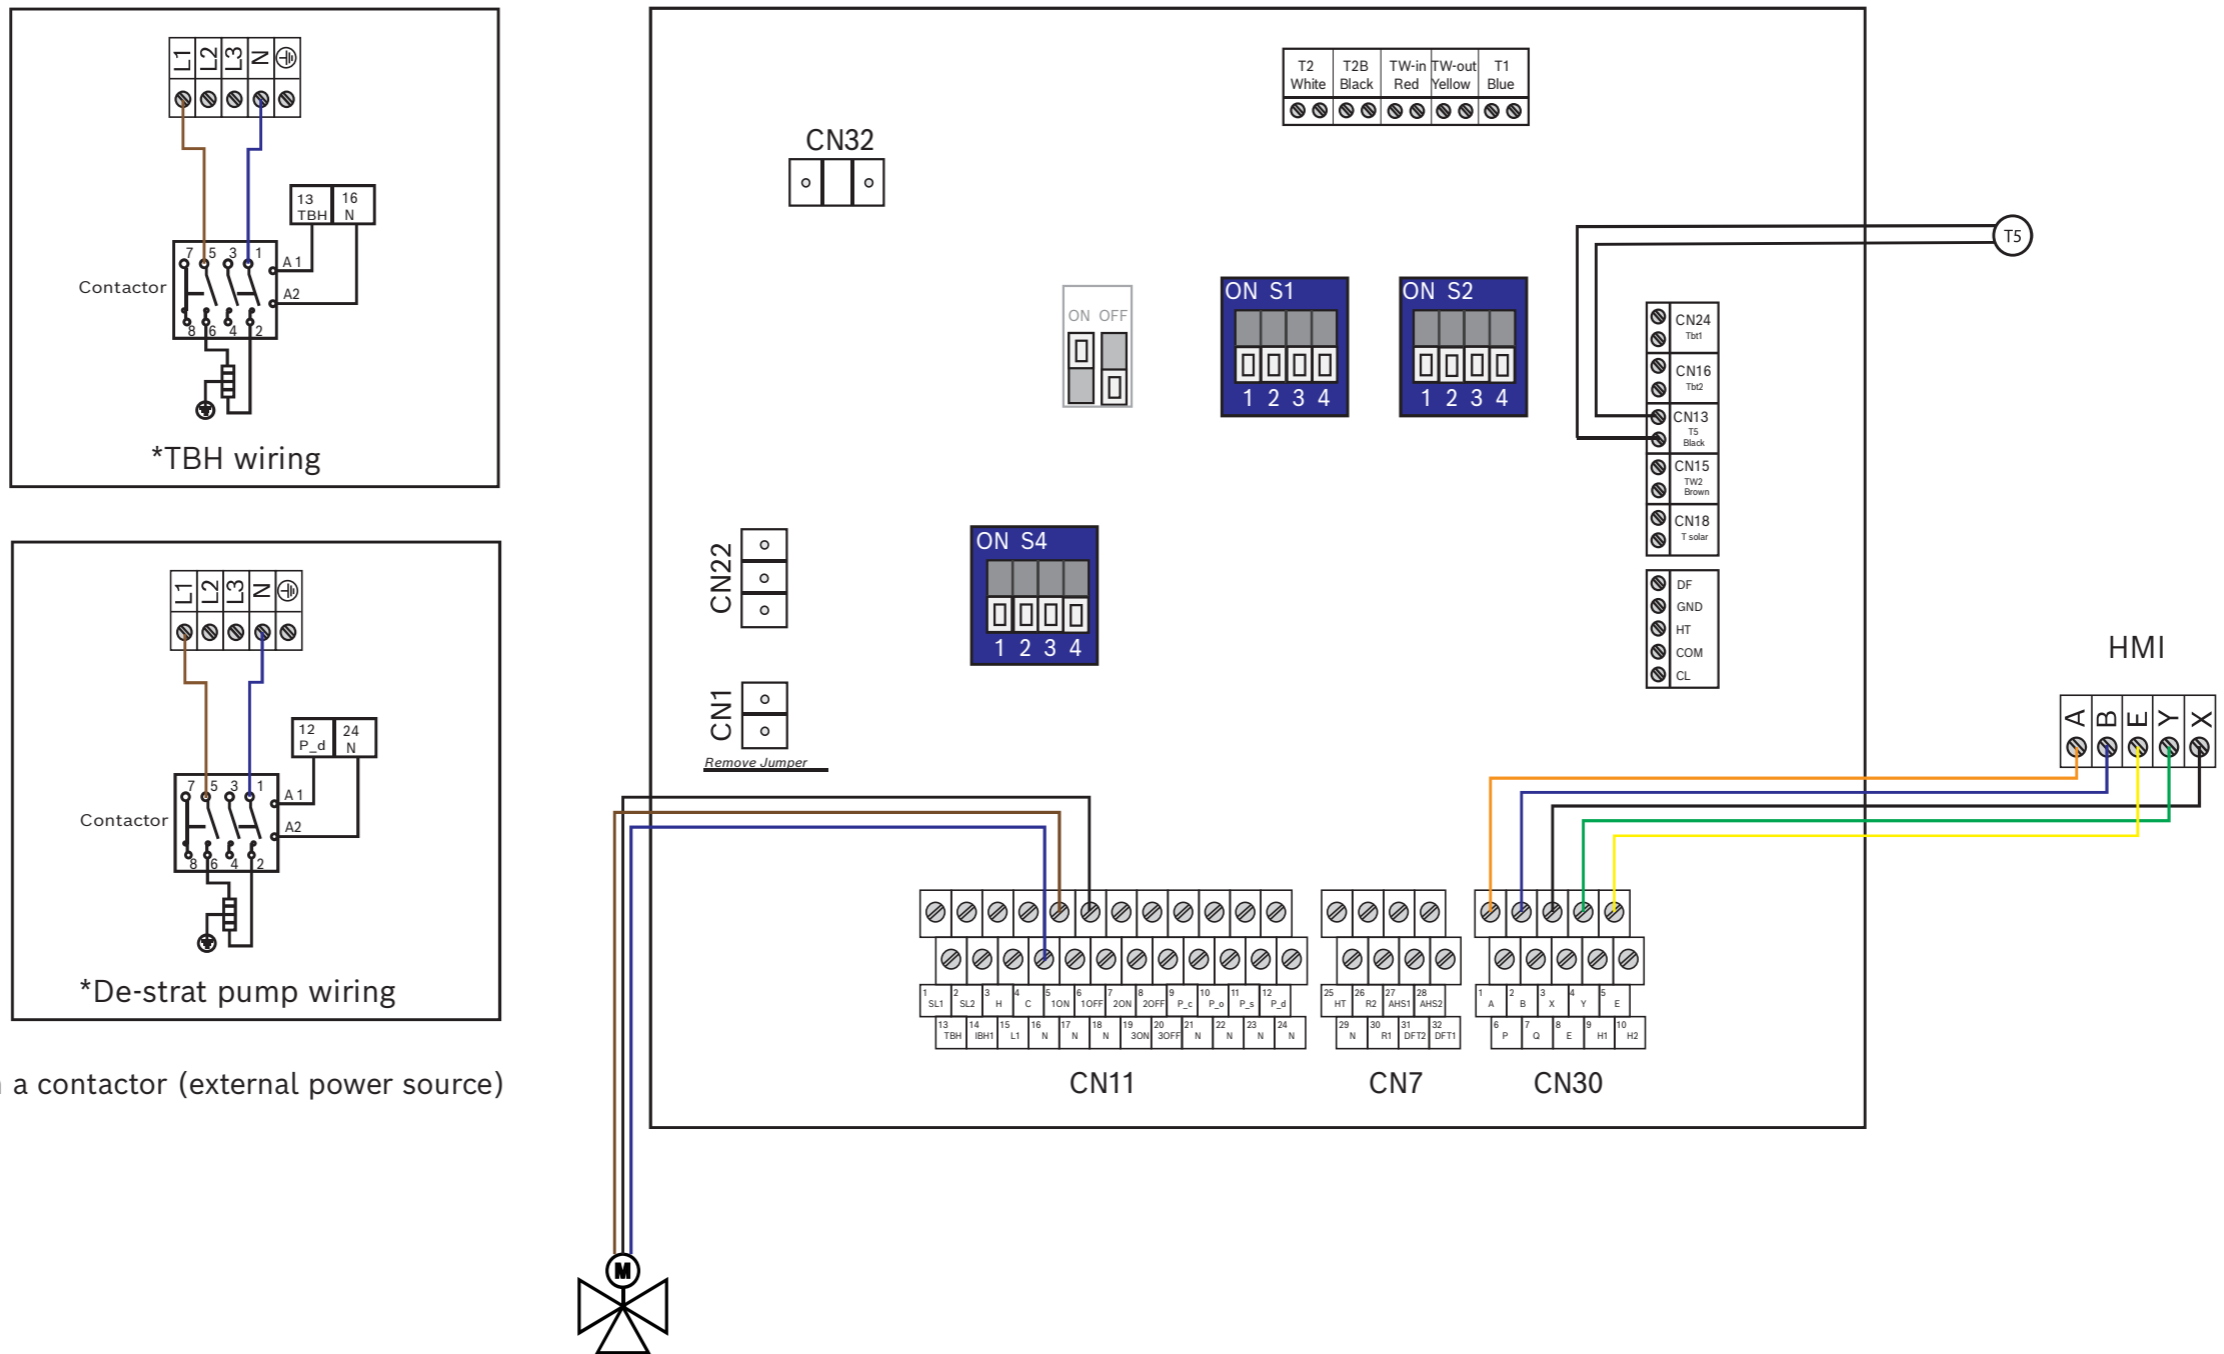 L1 L2 L3 N
13 16
TBH N
7 5 3 1
A1
A2
Contactor
8 6 4 2
*TBH wiring
L1 L2 L3 N
12 24
P_d N
7 5 3 1
A1
A2
Contactor
8 6 4 2
*De-strat pump wiring
a contactor (external power source)
T2 T2B TW-in TW-out T1
White Black Red Yellow Blue
CN32
T5
ON OFF
ON S1
1 2 3 4
ON S2
1 2 3 4
CN24
Tbt1
CN16
Tbt2
CN13
T5
Black
CN15
TW2
Brown
CN18
T solar
CN22
ON S4
1 2 3 4
DF
GND
HT
COM
CL
CN1
Remove Jumper
HMI
A B E Y X
1 2 3 4 5 6 7 8 9 10 11 12
SL1 SL2 H C 1ON 1OFF 2ON 2OFF P_c P_o P_s P_d
13 14 15 16 17 18 19 20 21 22 23 24
TBH IBH1 L1 N N N 3ON 3OFF N N N N
CN11
25 26 27 28
HT R2 AHS1 AHS2
29 30 31 32
N R1 DFT2 DFT1
CN7
1 2 3 4 5
A B X Y E
6 7 8 9 10
P Q E H1 H2
CN30
M